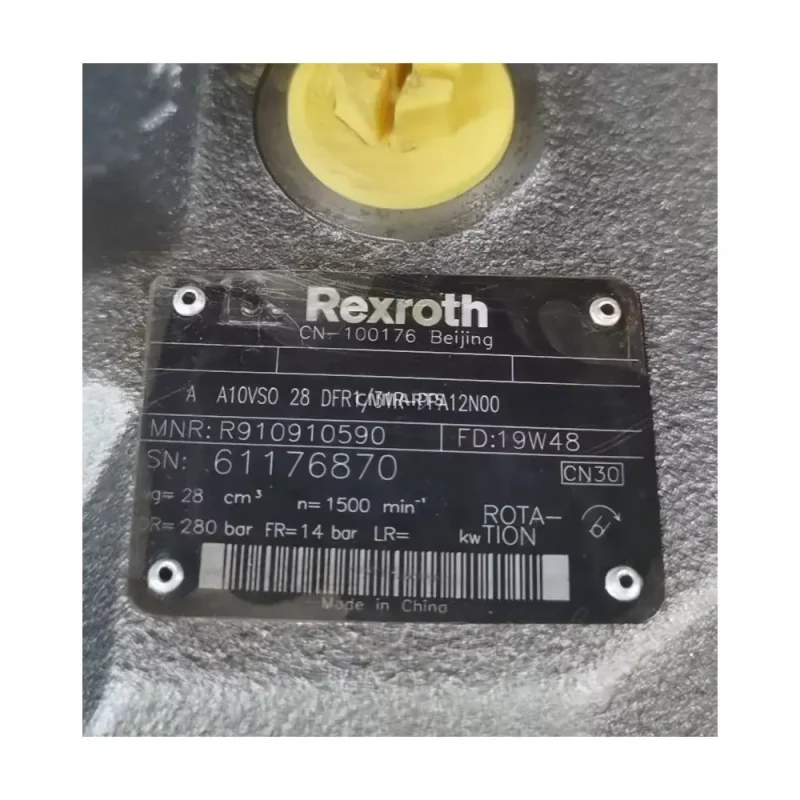 Rexroth
CN-100176 Beijing
A A10VSO 28 DFR1/31R-PPA12N00
MNR: R910910590 FD:19W48
SN: 61176870 CN30
Vg= 28 cm³ n= 1500 min⁻¹
DR= 280 bar FR= 14 bar LR= kW
ROTA-
TION
Made in China